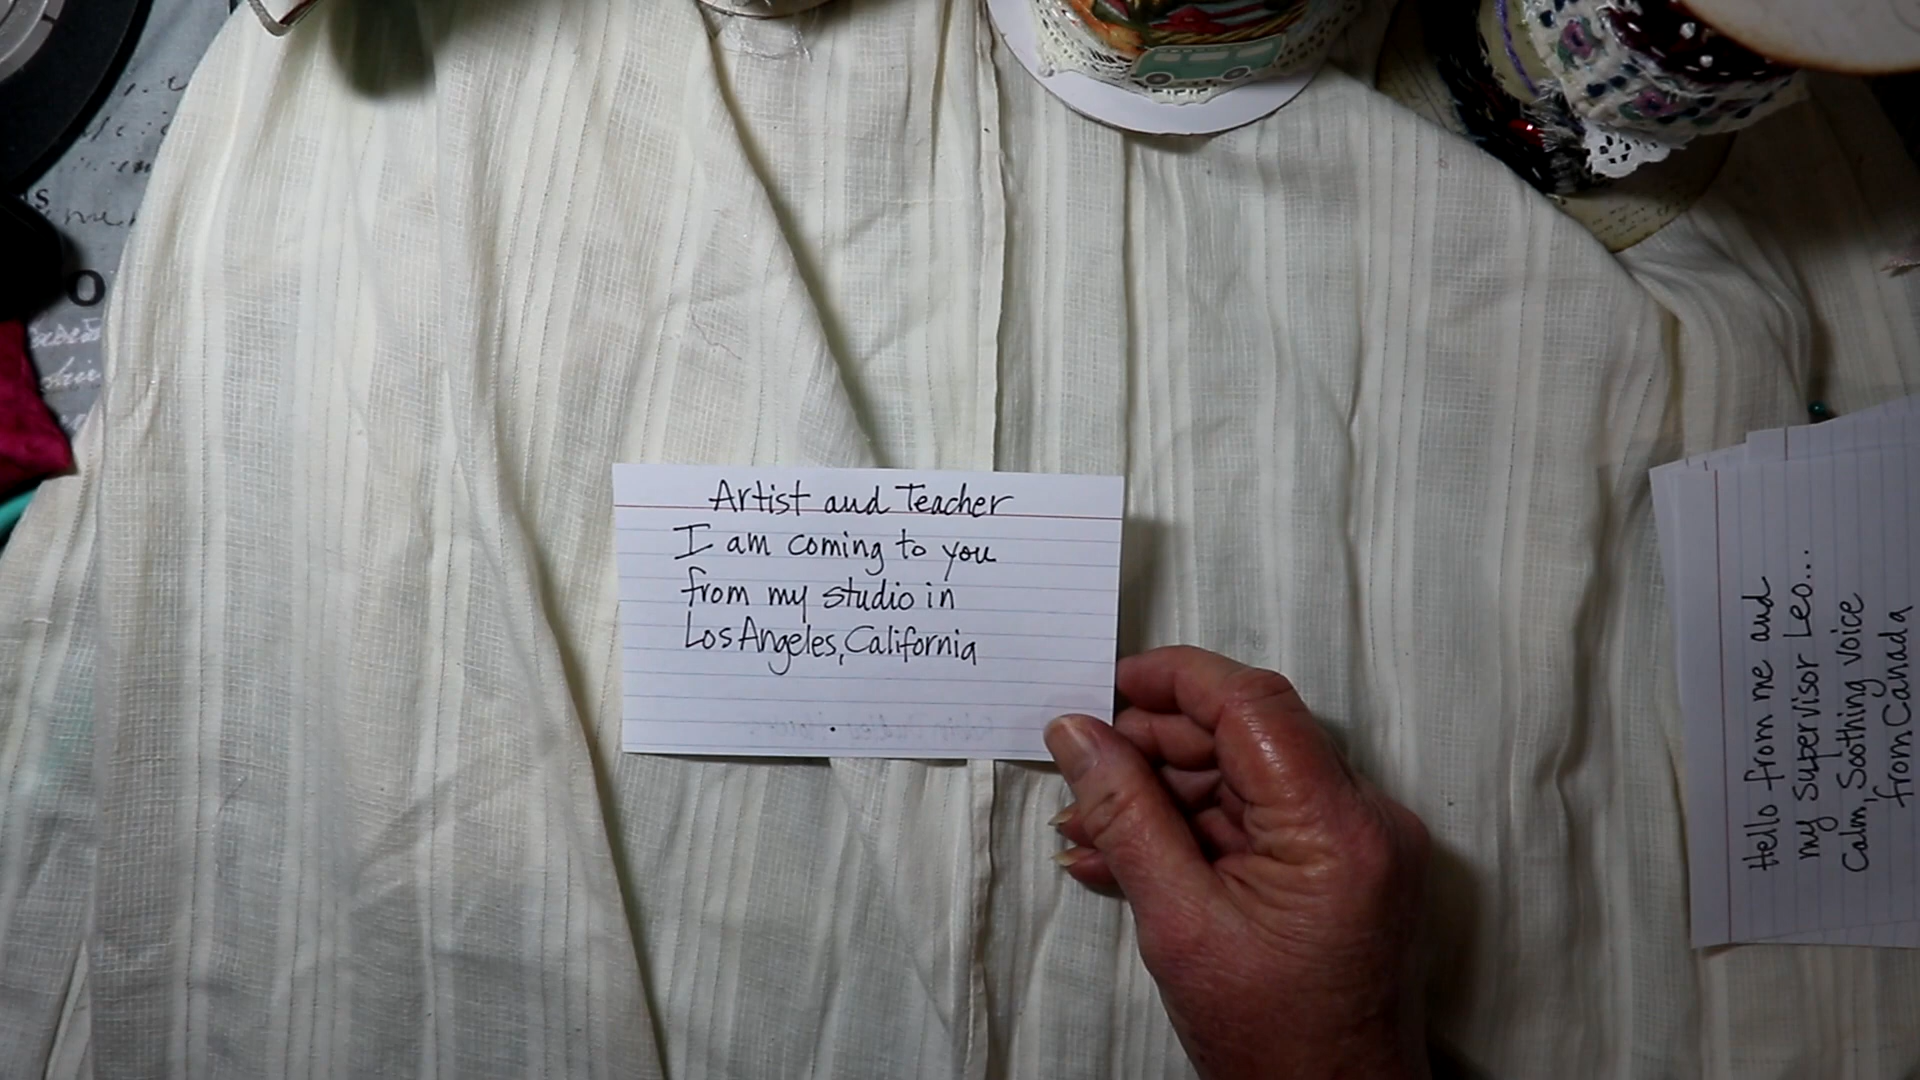 Artist and Teacher
I am coming to you
from my studio in
Los Angeles, California
Hello from me and
my supervisor Leo...
Calm, Soothing voice
from Canada